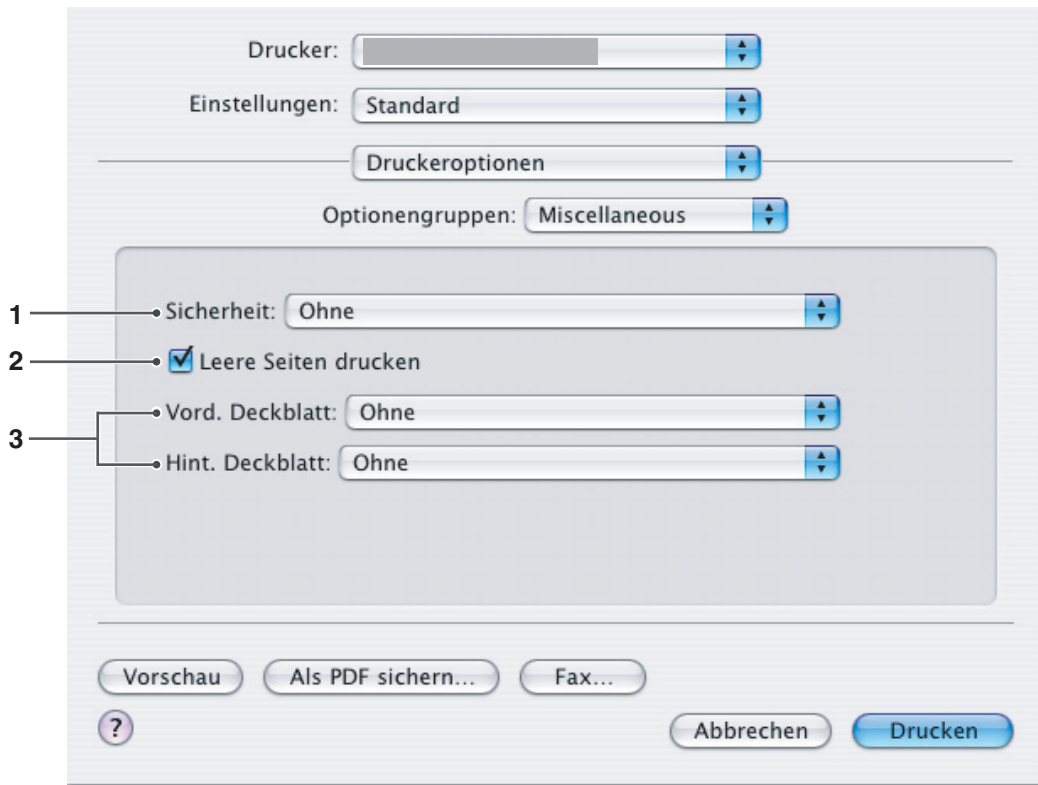 Drucker:
Einstellungen: Standard
Druckeroptionen
Optionengruppen: Miscellaneous
1 Sicherheit: Ohne
2 Leere Seiten drucken
Vord. Deckblatt: Ohne
3
Hint. Deckblatt: Ohne
Vorschau Als PDF sichern... Fax...
? Abbrechen Drucken